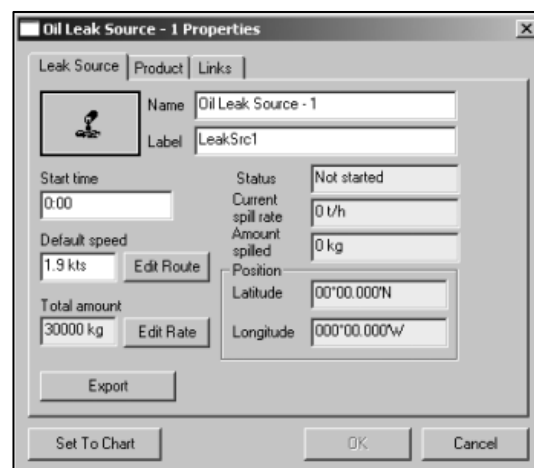 Oil Leak Source - 1 Properties
Leak Source Product Links
Name Oil Leak Source - 1
Label LeakSrc1
Start time
0:00
Status Not started
Current
spill rate 0 t/h
Amount
spilled 0 kg
Default speed
1.9 kts Edit Route
Position
Latitude 00°00.000'N
Total amount
30000 kg Edit Rate
Longitude 000°00.000'W
Export
Set To Chart OK Cancel